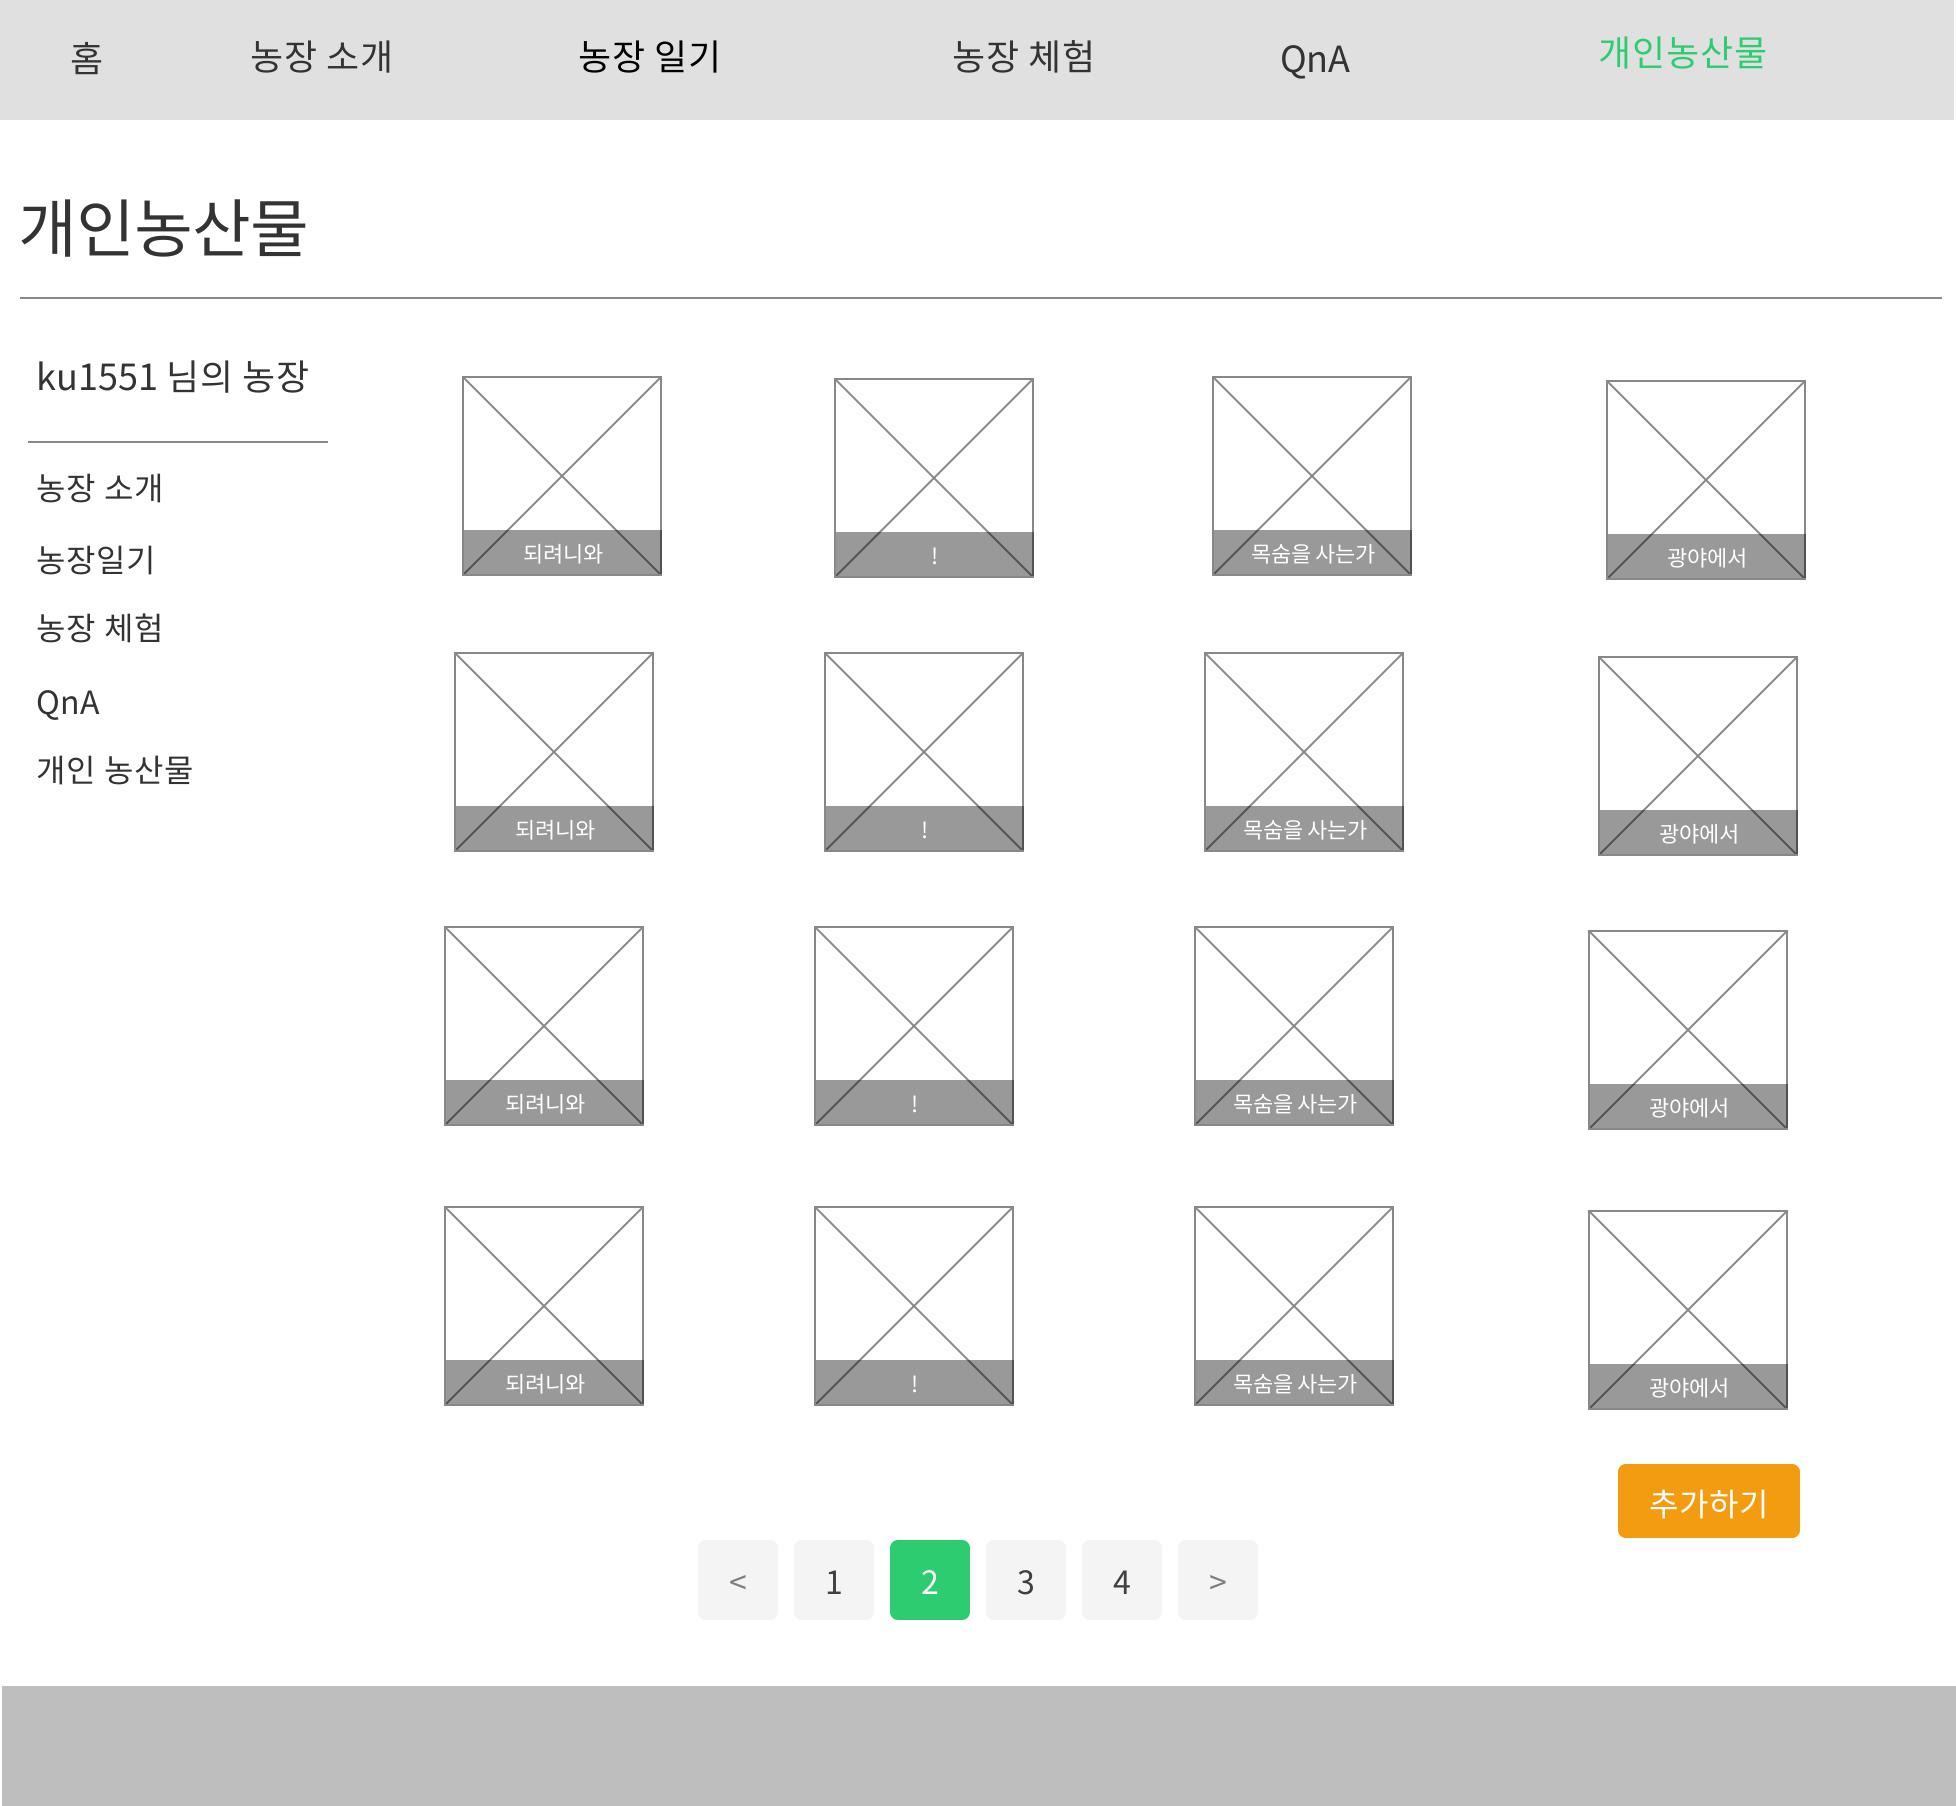 홈 농장 소개 농장 일기 농장 체험 QnA 개인농산물
개인농산물
ku1551 님의 농장
농장 소개
농장일기
농장 체험
QnA
개인 농산물
되려니와 ! 목숨을 사는가 광야에서
되려니와 ! 목숨을 사는가 광야에서
되려니와 ! 목숨을 사는가 광야에서
되려니와 ! 목숨을 사는가 광야에서
추가하기
< 1 2 3 4 >